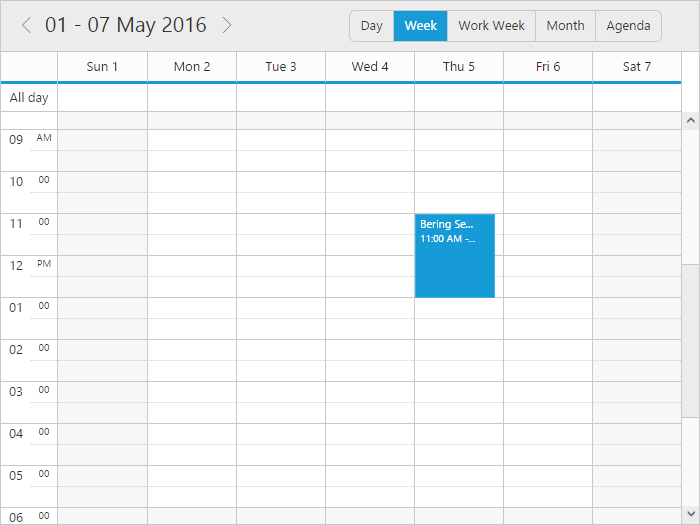 01 - 07 May 2016 Day Week Work Week Month Agenda
Sun 1 Mon 2 Tue 3 Wed 4 Thu 5 Fri 6 Sat 7
All day
09 AM
10 00
11 00 Bering Se...
11:00 AM -...
12 PM
01 00
02 00
03 00
04 00
05 00
06 00